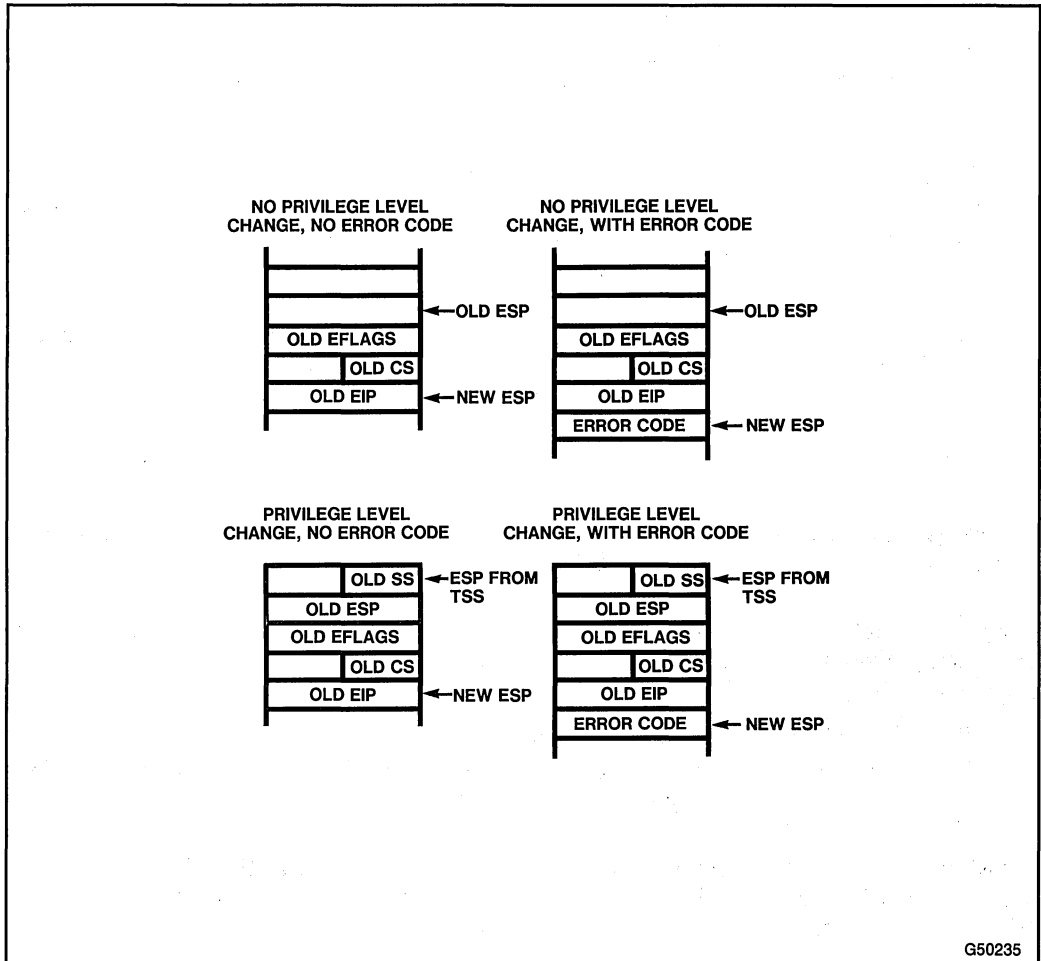 NO PRIVILEGE LEVEL
CHANGE, NO ERROR CODE
OLD ESP
OLD EFLAGS
OLD CS
OLD EIP
NEW ESP
NO PRIVILEGE LEVEL
CHANGE, WITH ERROR CODE
OLD ESP
OLD EFLAGS
OLD CS
OLD EIP
ERROR CODE
NEW ESP
PRIVILEGE LEVEL
CHANGE, NO ERROR CODE
OLD SS
ESP FROM
TSS
OLD ESP
OLD EFLAGS
OLD CS
OLD EIP
NEW ESP
PRIVILEGE LEVEL
CHANGE, WITH ERROR CODE
OLD SS
ESP FROM
TSS
OLD ESP
OLD EFLAGS
OLD CS
OLD EIP
ERROR CODE
NEW ESP
G50235